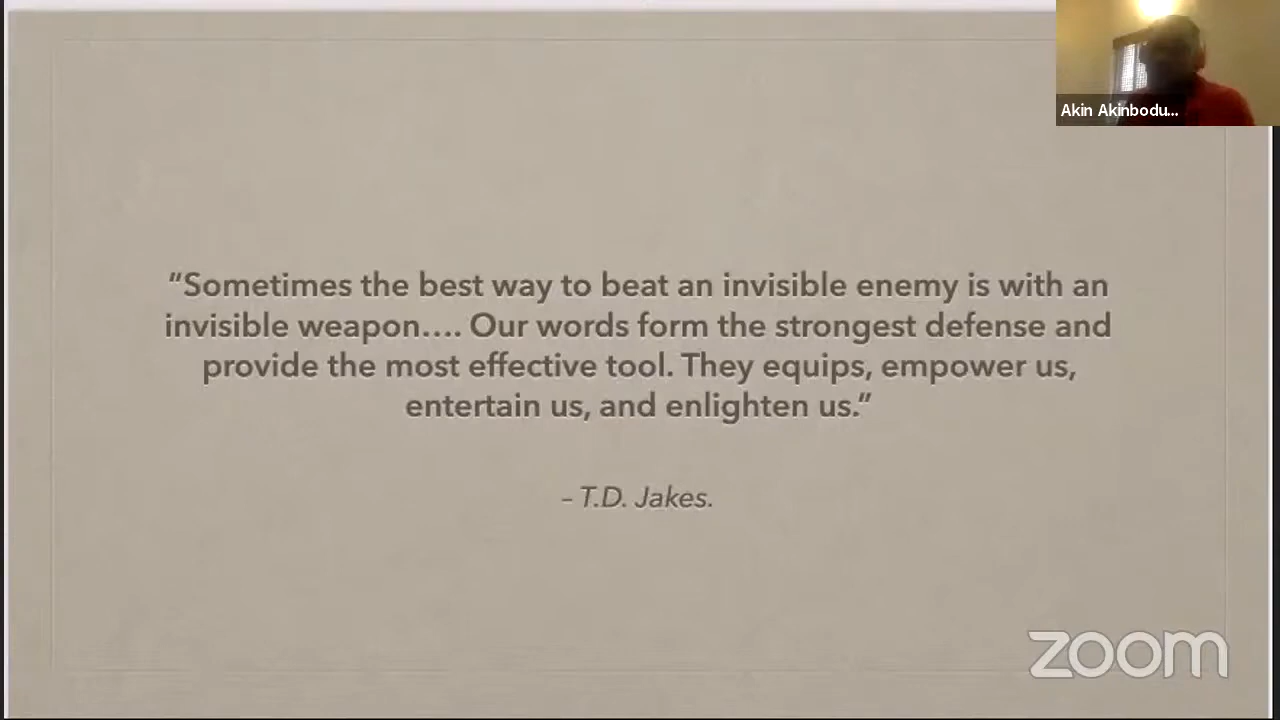 Akin Akinbodu...
“Sometimes the best way to beat an invisible enemy is with an
invisible weapon…. Our words form the strongest defense and
provide the most effective tool. They equips, empower us,
entertain us, and enlighten us.”
– T.D. Jakes.
zoom